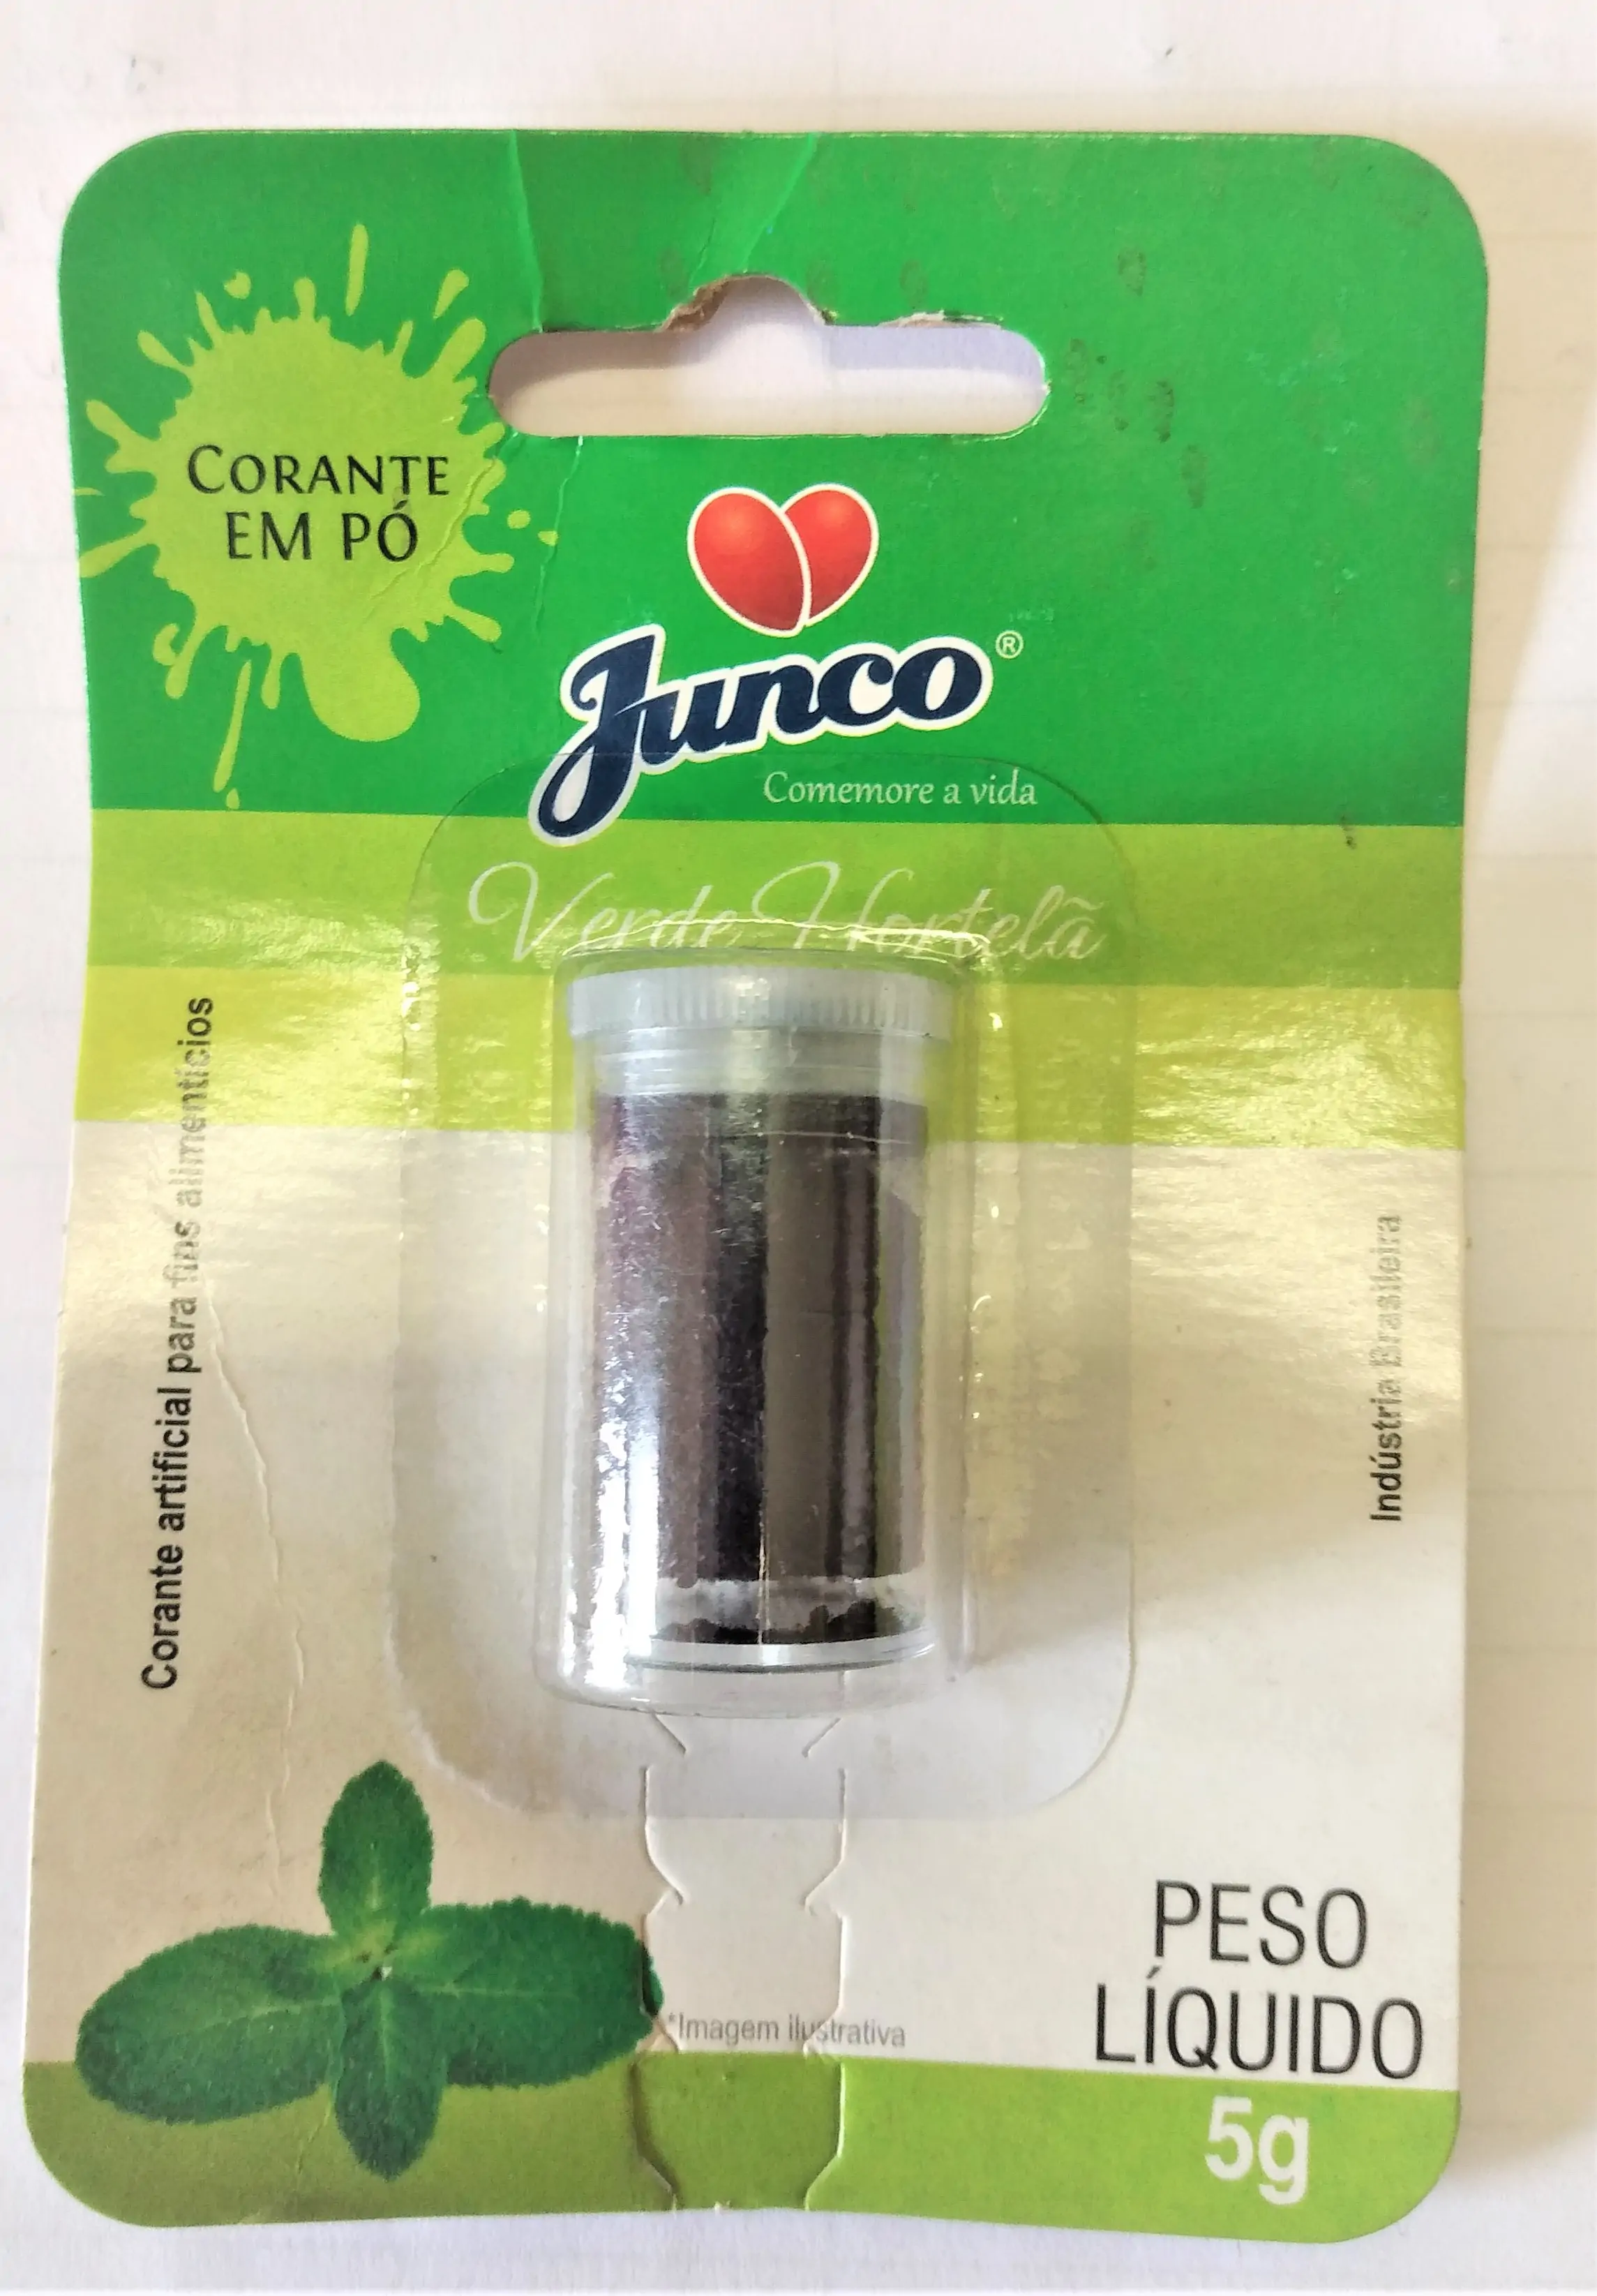 CORANTE
EM PÓ
Junco®
Comemore a vida
Verde Hortelã
Corante artificial para fins alimentícios
Indústria Brasileira
*Imagem ilustrativa
PESO
LÍQUIDO
5g